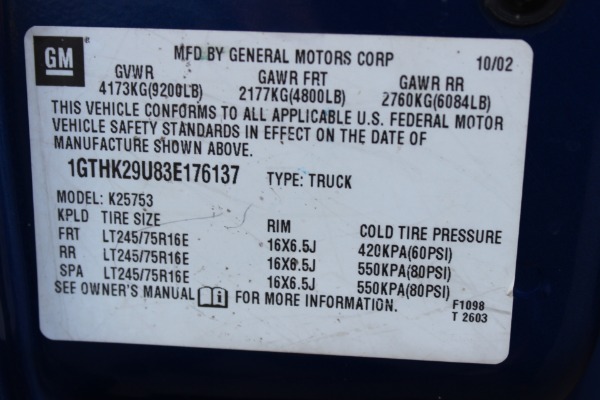 GM
MFD BY GENERAL MOTORS CORP 10/02
GVWR GAWR FRT GAWR RR
4173KG(9200LB) 2177KG(4800LB) 2760KG(6084LB)
THIS VEHICLE CONFORMS TO ALL APPLICABLE U.S. FEDERAL MOTOR
VEHICLE SAFETY STANDARDS IN EFFECT ON THE DATE OF
MANUFACTURE SHOWN ABOVE.
1GTHK29U83E176137 TYPE: TRUCK
MODEL: K25753
KPLD TIRE SIZE RIM COLD TIRE PRESSURE
FRT LT245/75R16E 16X6.5J 420KPA(60PSI)
RR LT245/75R16E 16X6.5J 550KPA(80PSI)
SPA LT245/75R16E 16X6.5J 550KPA(80PSI)
SEE OWNER'S MANUAL FOR MORE INFORMATION.
F1098
T 2603